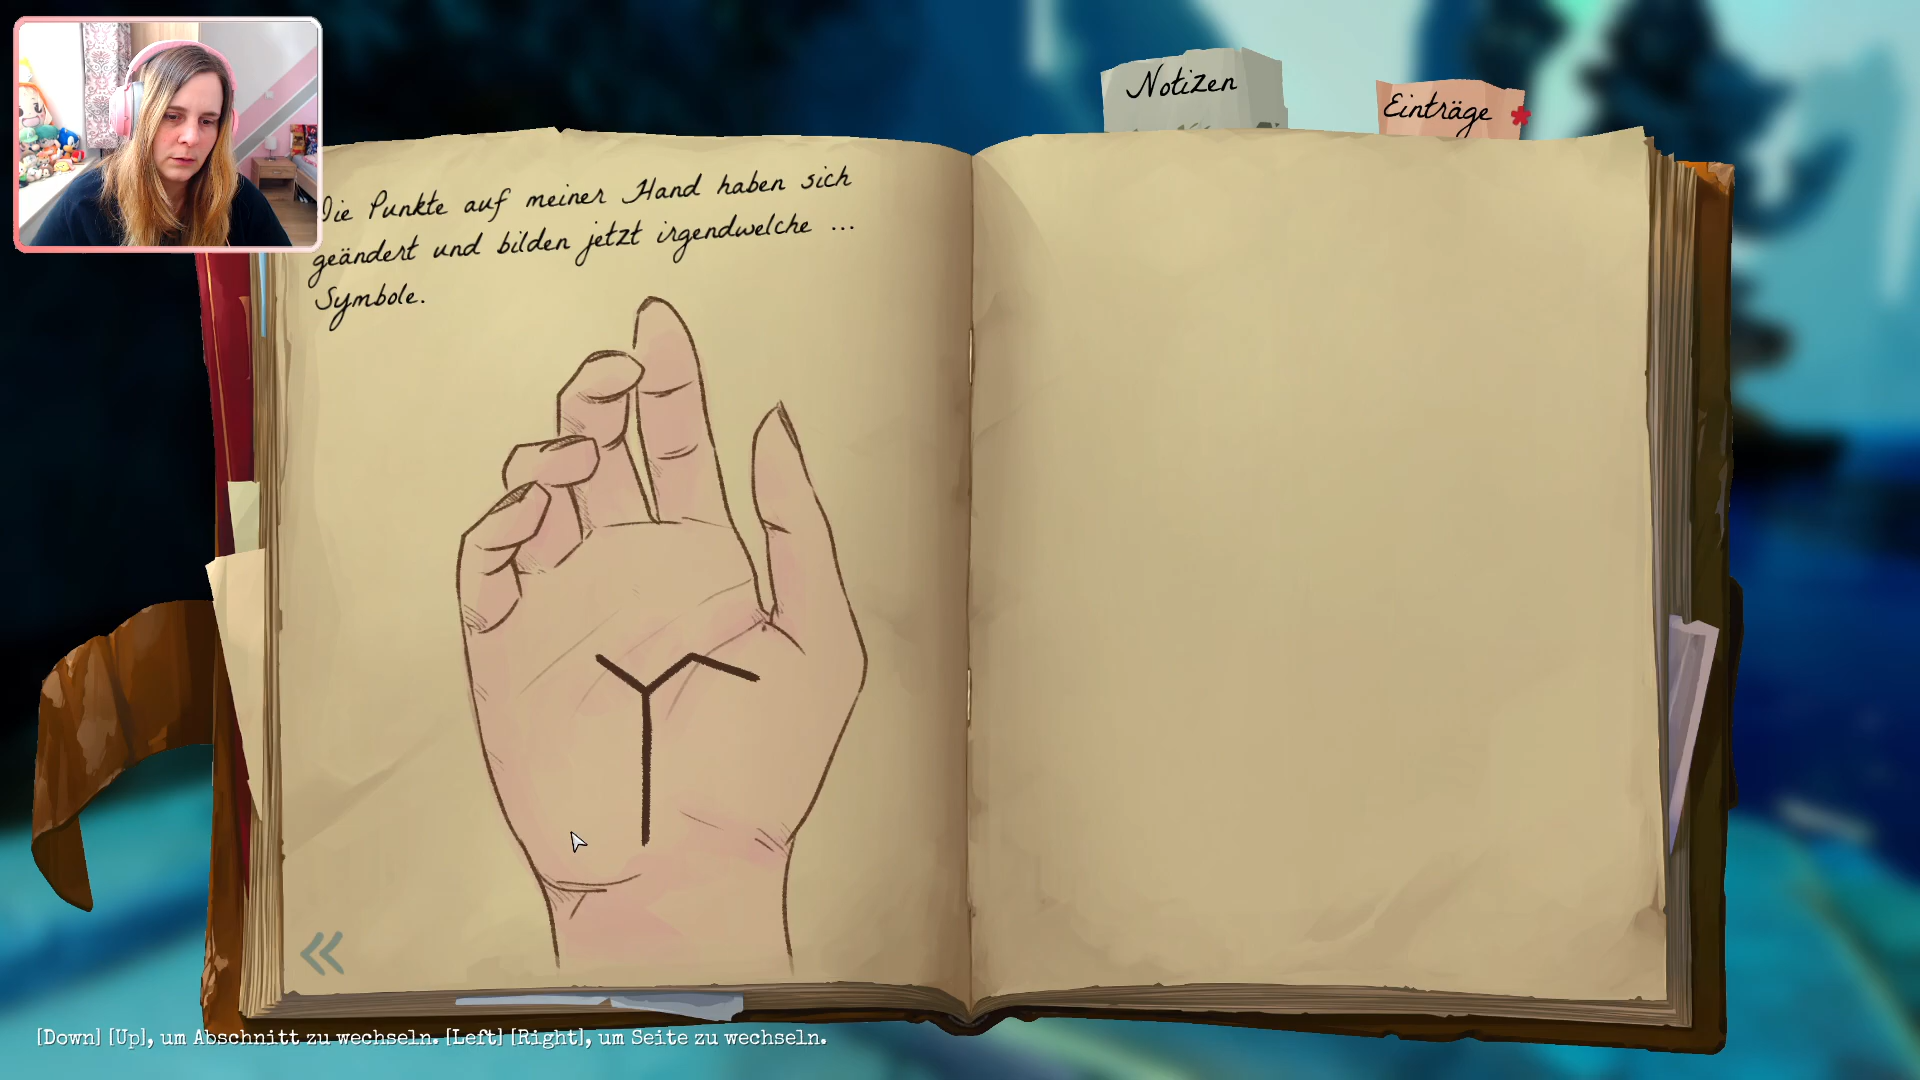 Notizen
Einträge *
Die Punkte auf meiner Hand haben sich
geändert und bilden jetzt irgendwelche ...
Symbole.
[Down] [Up], um Abschnitt zu wechseln. [Left] [Right], um Seite zu wechseln.